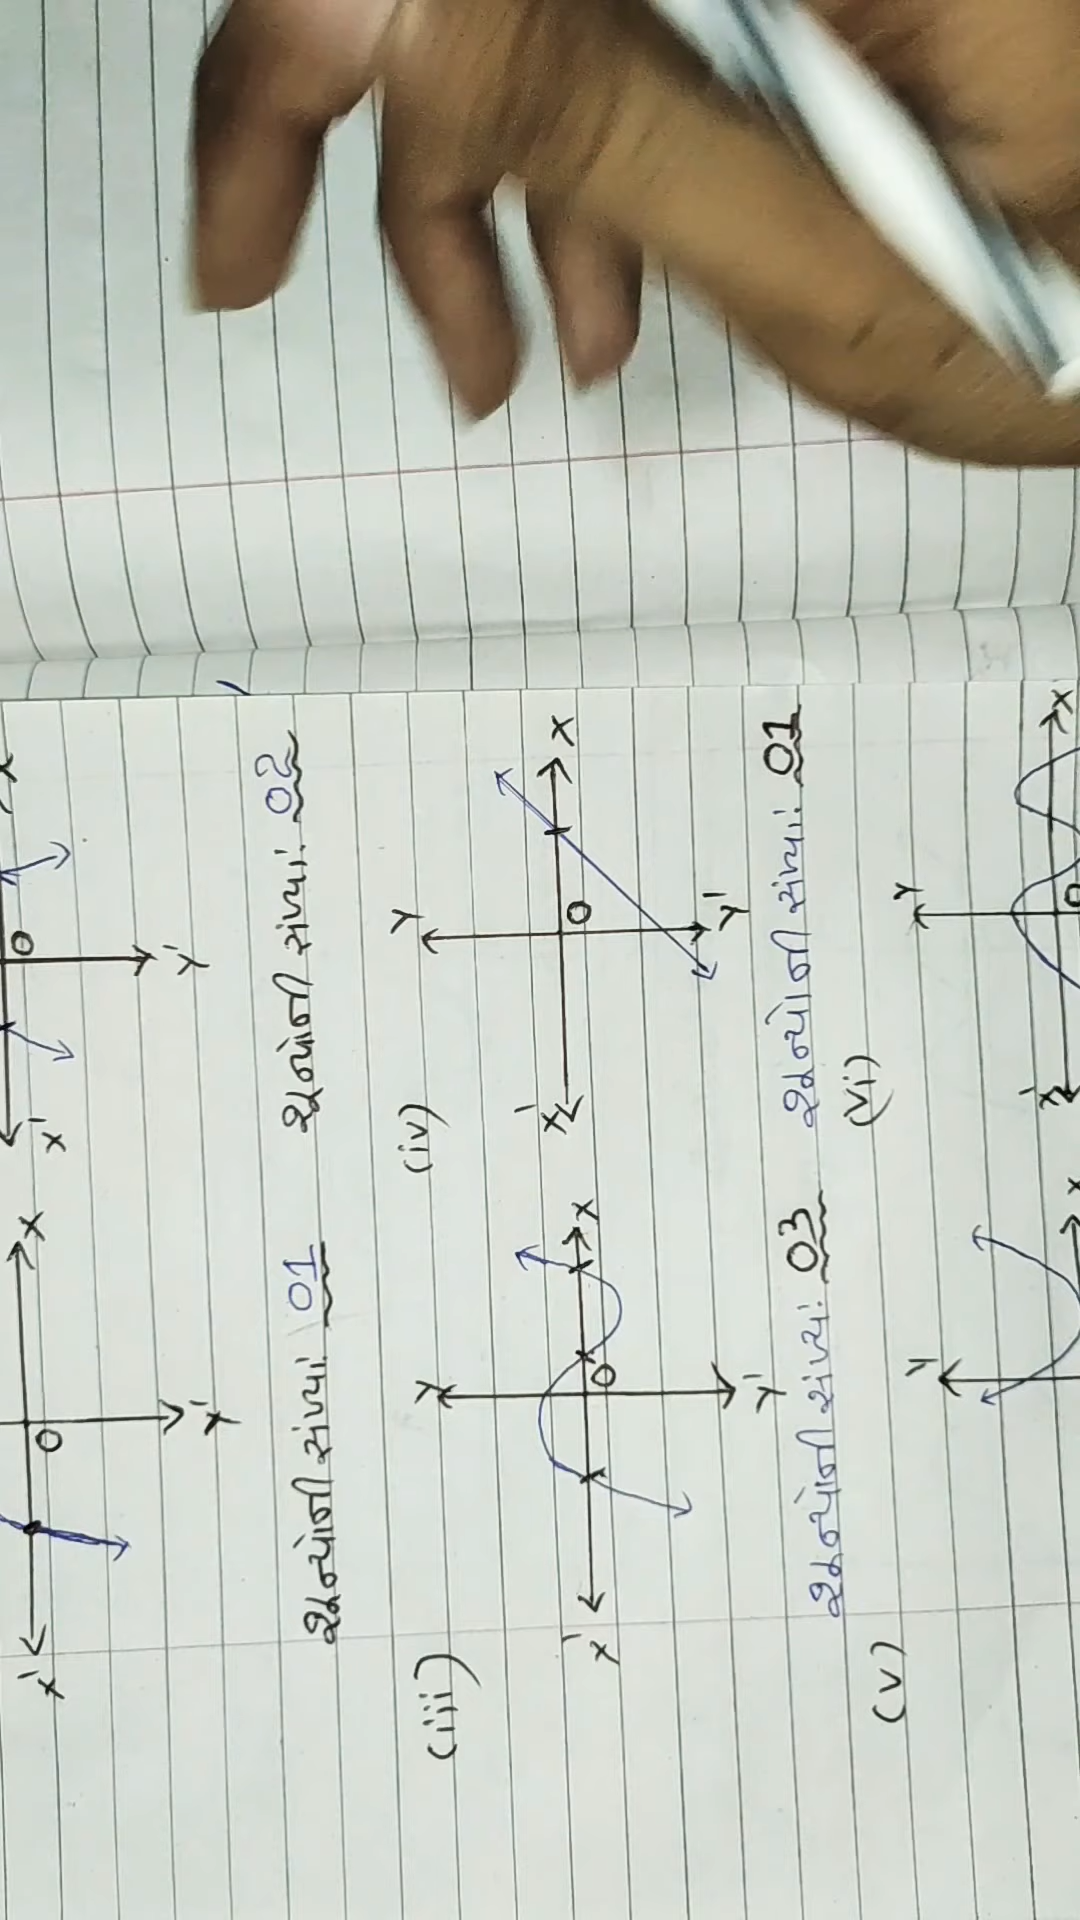 X
O O
X' Y' X' Y'
શૂન્યોની સંખ્યા: 01 શૂન્યોની સંખ્યા: 02
(iii) (iv)
Y Y
X' O X X' O X
Y' Y'
શૂન્યોની સંખ્યા: 03 શૂન્યોની સંખ્યા: 01
(v) (vi)
Y Y
X X' O X